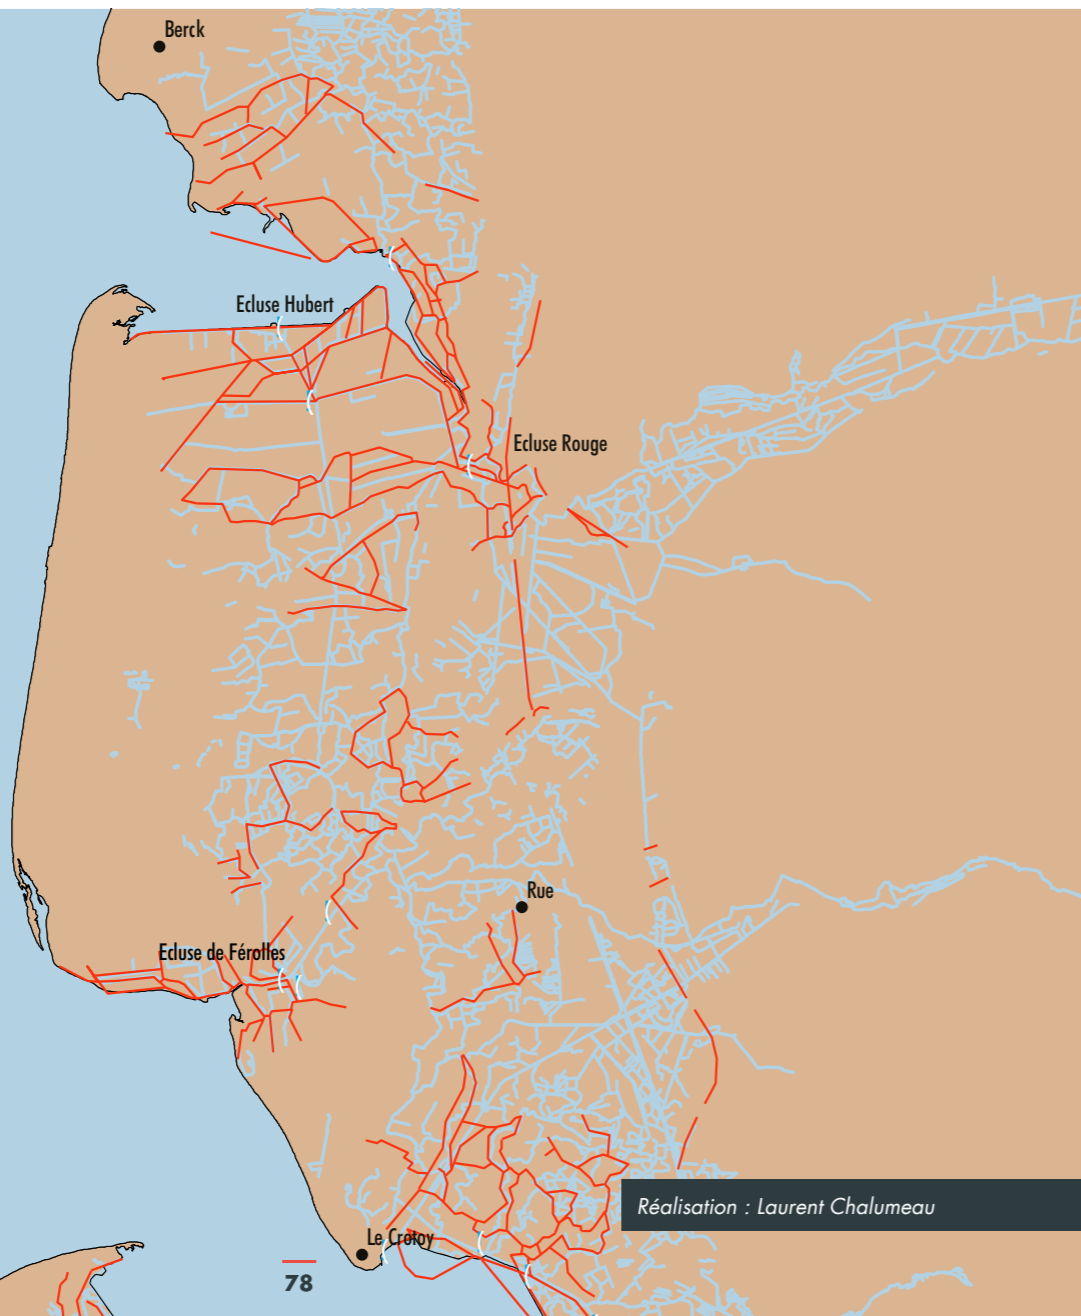 Berck
Ecluse Hubert
Ecluse Rouge
Rue
Ecluse de Férolles
Réalisation : Laurent Chalumeau
Le Crotoy
78